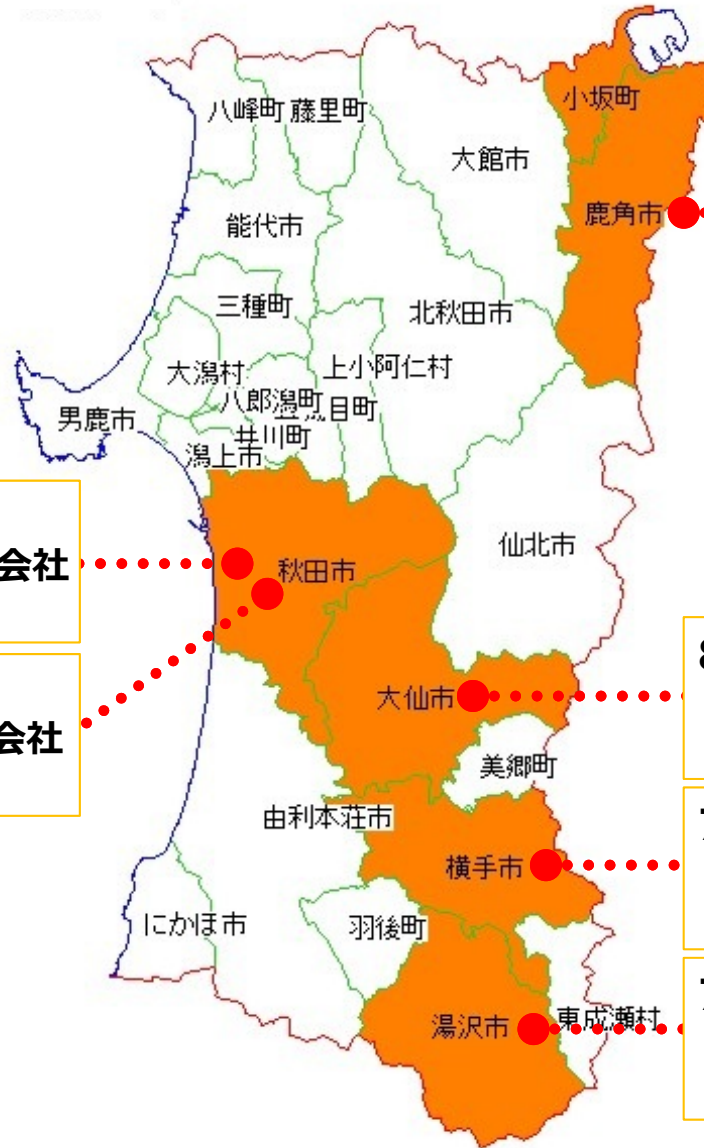 小坂町
八峰町
藤里町
大館市
鹿角市
能代市
三種町
北秋田市
大潟村
上小阿仁村
八郎潟町
目町
男鹿市
井川町
潟上市
仙北市
会社
秋田市
大仙市
会社
美郷町
由利本荘市
横手市
にかほ市
羽後町
湯沢市
東成瀬村